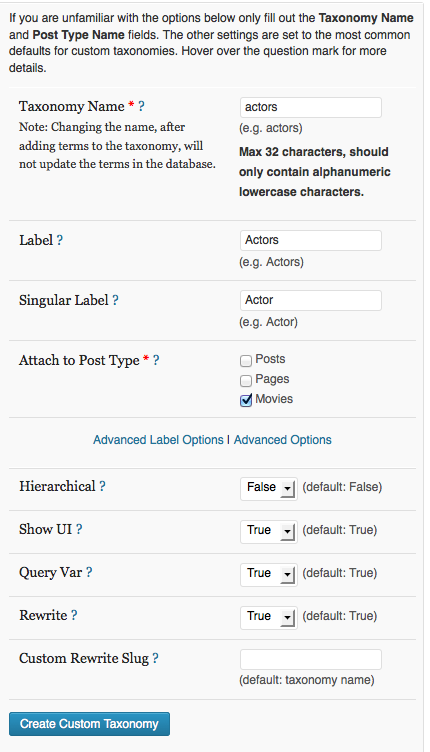 If you are unfamiliar with the options below only fill out the Taxonomy Name
and Post Type Name fields. The other settings are set to the most common
defaults for custom taxonomies. Hover over the question mark for more
details.
Taxonomy Name * ?
Note: Changing the name, after
adding terms to the taxonomy, will
not update the terms in the database.
actors
(e.g. actors)
Max 32 characters, should
only contain alphanumeric
lowercase characters.
Label ?
Actors
(e.g. Actors)
Singular Label ?
Actor
(e.g. Actor)
Attach to Post Type * ?
Posts
Pages
Movies
Advanced Label Options | Advanced Options
Hierarchical ? False (default: False)
Show UI ? True (default: True)
Query Var ? True (default: True)
Rewrite ? True (default: True)
Custom Rewrite Slug ?
(default: taxonomy name)
Create Custom Taxonomy